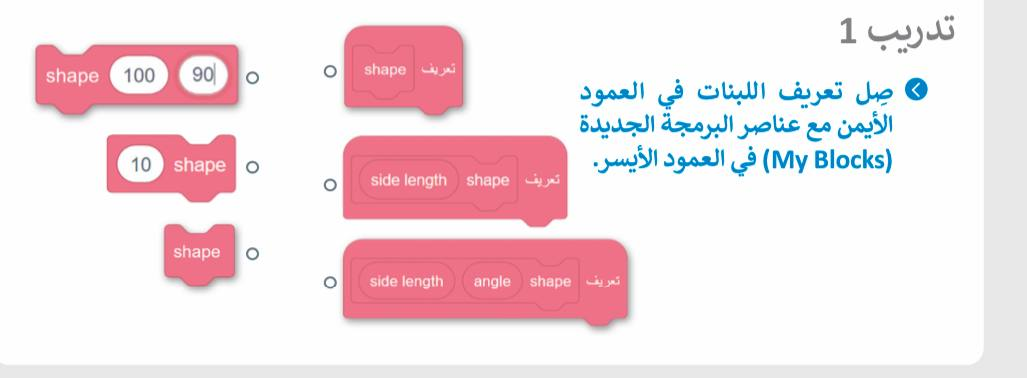 تدريب 1
صِل تعريف اللبنات في العمود
الأيمن مع عناصر البرمجة الجديدة
(My Blocks) في العمود الأيسر.
تعريف shape
تعريف shape side length
تعريف shape angle side length
shape 100 90
shape 10
shape